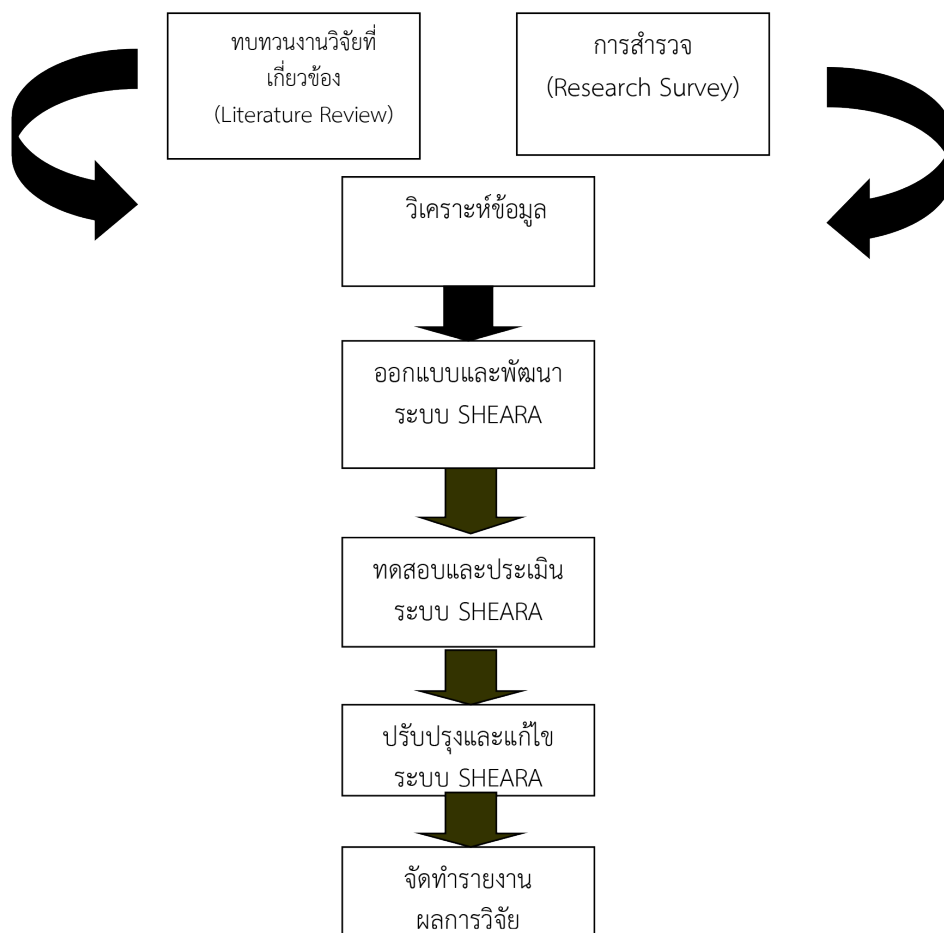 ทบทวนงานวิจัยที่
เกี่ยวข้อง
(Literature Review)
การสำรวจ
(Research Survey)
วิเคราะห์ข้อมูล
ออกแบบและพัฒนา
ระบบ SHEARA
ทดสอบและประเมิน
ระบบ SHEARA
ปรับปรุงและแก้ไข
ระบบ SHEARA
จัดทำรายงาน
ผลการวิจัย